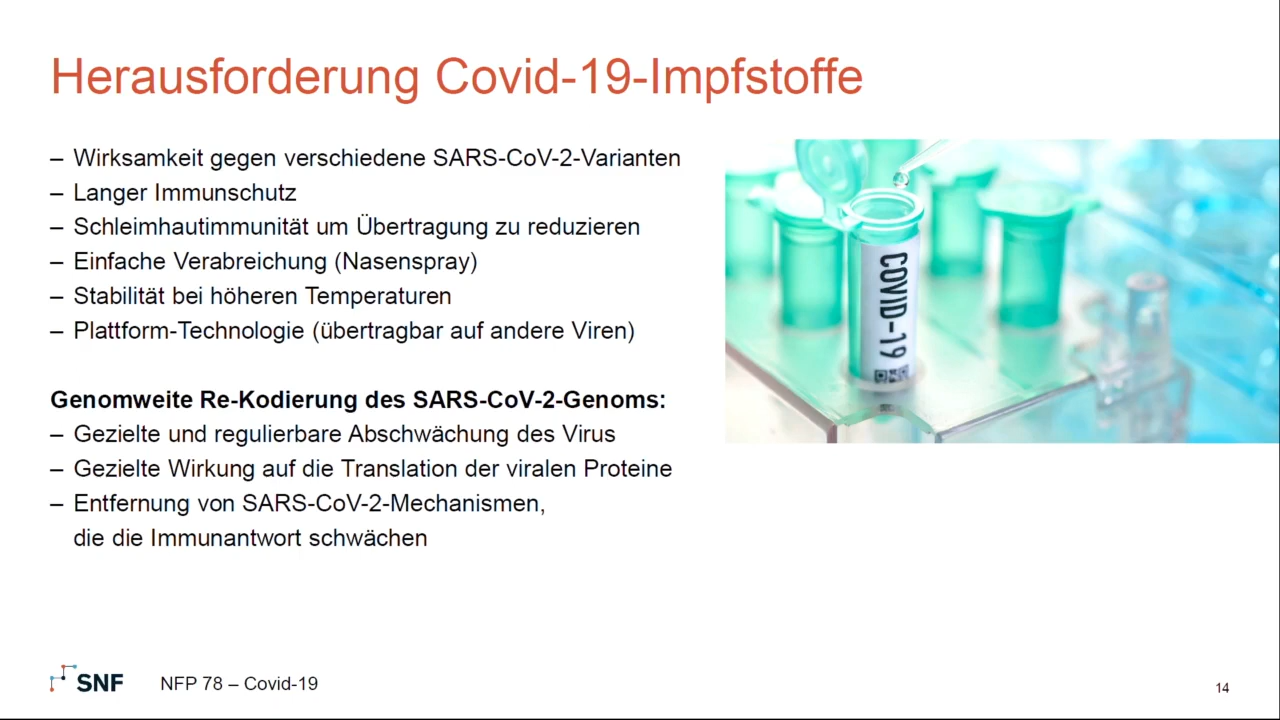 Herausforderung Covid-19-Impfstoffe
– Wirksamkeit gegen verschiedene SARS-CoV-2-Varianten
– Langer Immunschutz
– Schleimhautimmunität um Übertragung zu reduzieren
– Einfache Verabreichung (Nasenspray)
– Stabilität bei höheren Temperaturen
– Plattform-Technologie (übertragbar auf andere Viren)
COVID-19
Genomweite Re-Kodierung des SARS-CoV-2-Genoms:
– Gezielte und regulierbare Abschwächung des Virus
– Gezielte Wirkung auf die Translation der viralen Proteine
– Entfernung von SARS-CoV-2-Mechanismen,
die die Immunantwort schwächen
SNF
NFP 78 – Covid-19
14